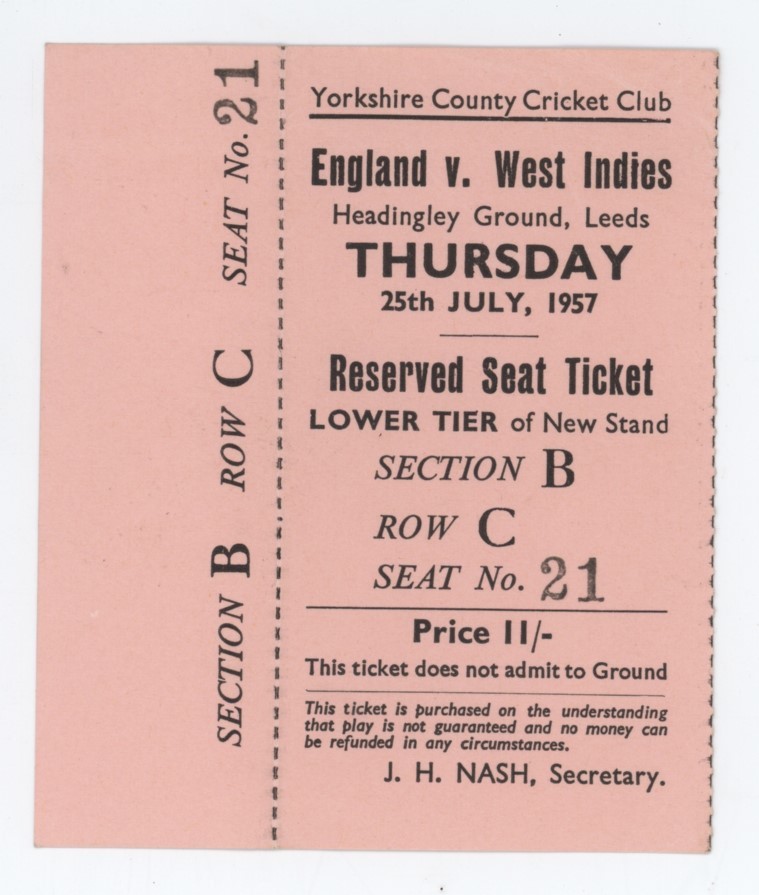 SECTION B ROW C SEAT No. 21
Yorkshire County Cricket Club
England v. West Indies
Headingley Ground, Leeds
THURSDAY
25th JULY, 1957
Reserved Seat Ticket
LOWER TIER of New Stand
SECTION B
ROW C
SEAT No. 21
Price 11/-
This ticket does not admit to Ground
This ticket is purchased on the understanding
that play is not guaranteed and no money can
be refunded in any circumstances.
J. H. NASH, Secretary.